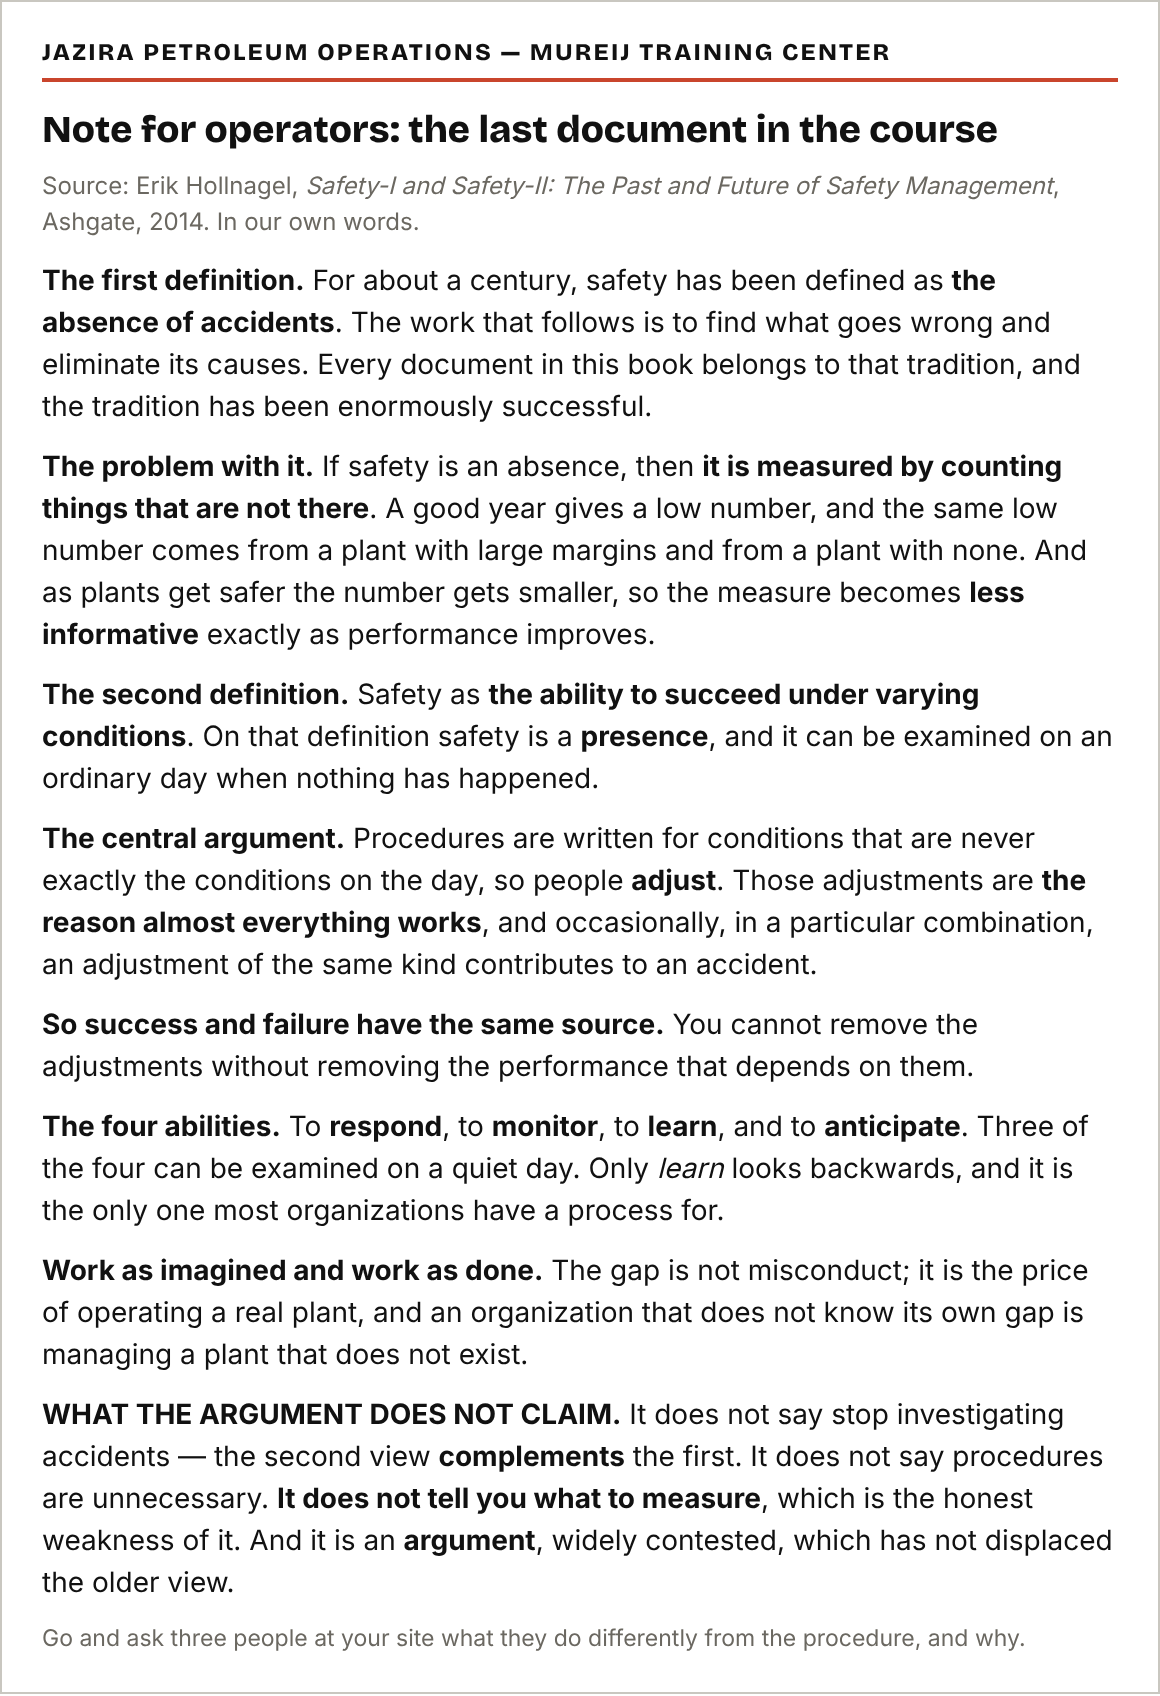 JAZIRA PETROLEUM OPERATIONS — MUREIJ TRAINING CENTER
Note for operators: the last document in the course
Source: Erik Hollnagel, Safety-I and Safety-II: The Past and Future of Safety Management,
Ashgate, 2014. In our own words.
The first definition. For about a century, safety has been defined as the
absence of accidents. The work that follows is to find what goes wrong and
eliminate its causes. Every document in this book belongs to that tradition, and
the tradition has been enormously successful.
The problem with it. If safety is an absence, then it is measured by counting
things that are not there. A good year gives a low number, and the same low
number comes from a plant with large margins and from a plant with none. And
as plants get safer the number gets smaller, so the measure becomes less
informative exactly as performance improves.
The second definition. Safety as the ability to succeed under varying
conditions. On that definition safety is a presence, and it can be examined on an
ordinary day when nothing has happened.
The central argument. Procedures are written for conditions that are never
exactly the conditions on the day, so people adjust. Those adjustments are the
reason almost everything works, and occasionally, in a particular combination,
an adjustment of the same kind contributes to an accident.
So success and failure have the same source. You cannot remove the
adjustments without removing the performance that depends on them.
The four abilities. To respond, to monitor, to learn, and to anticipate. Three of
the four can be examined on a quiet day. Only learn looks backwards, and it is
the only one most organizations have a process for.
Work as imagined and work as done. The gap is not misconduct; it is the price
of operating a real plant, and an organization that does not know its own gap is
managing a plant that does not exist.
WHAT THE ARGUMENT DOES NOT CLAIM. It does not say stop investigating
accidents — the second view complements the first. It does not say procedures
are unnecessary. It does not tell you what to measure, which is the honest
weakness of it. And it is an argument, widely contested, which has not displaced
the older view.
Go and ask three people at your site what they do differently from the procedure, and why.